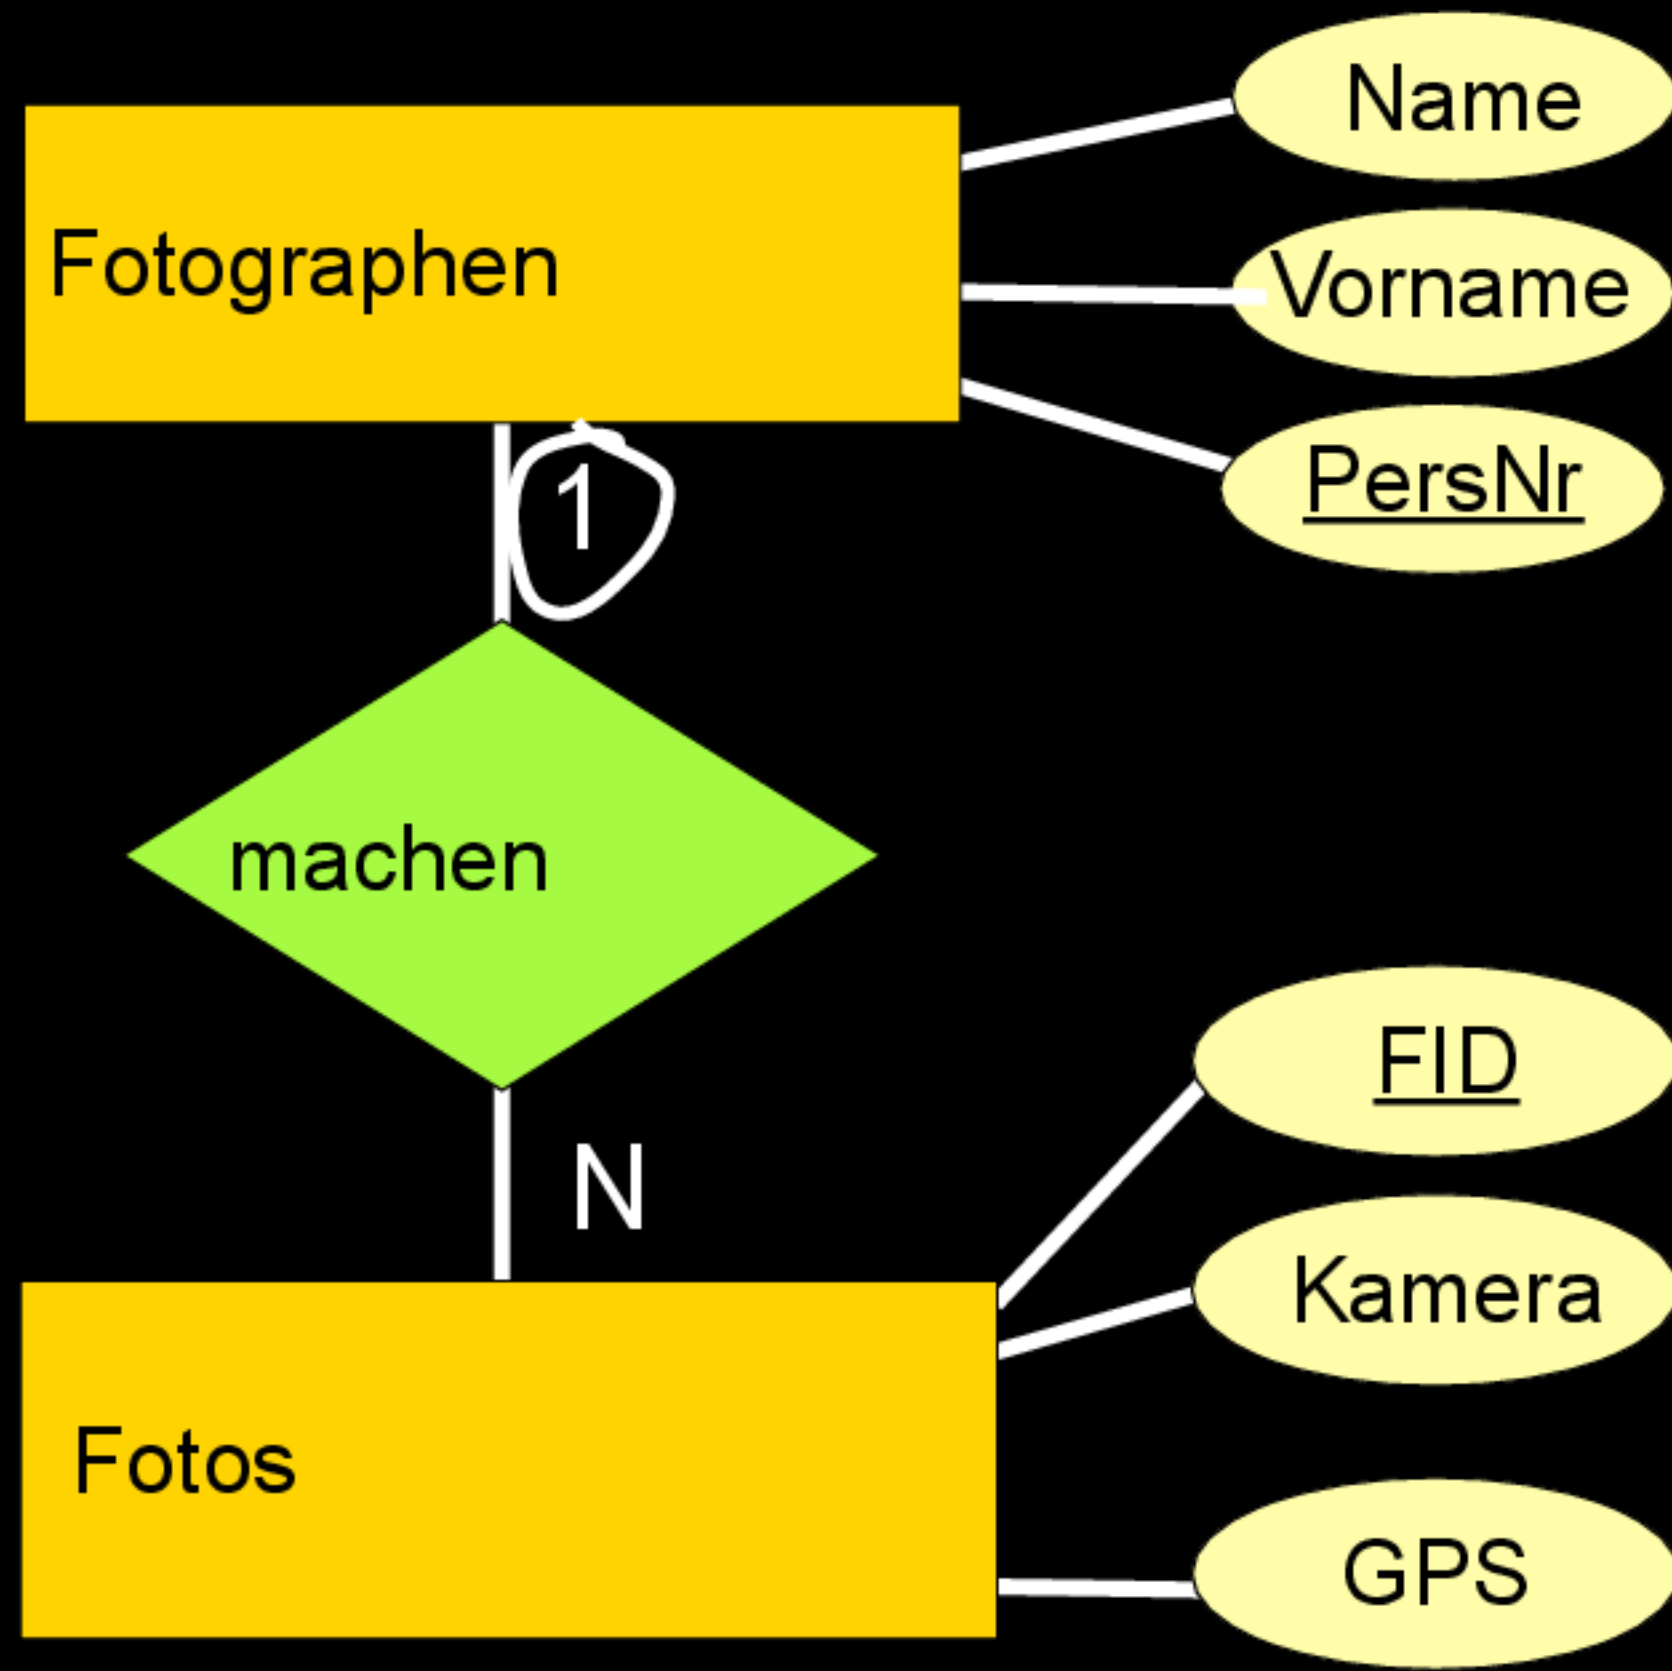 Name
Fotographen
Vorname
PersNr
1
machen
FID
N
Kamera
Fotos
GPS